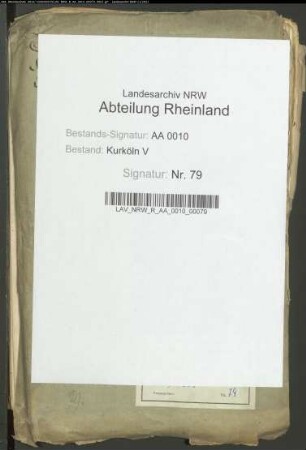 Landesarchiv NRW
Abteilung Rheinland
Bestands-Signatur: AA 0010
Bestand: Kurköln V
Signatur: Nr. 79
LAV_NRW_R_AA_0010_00079